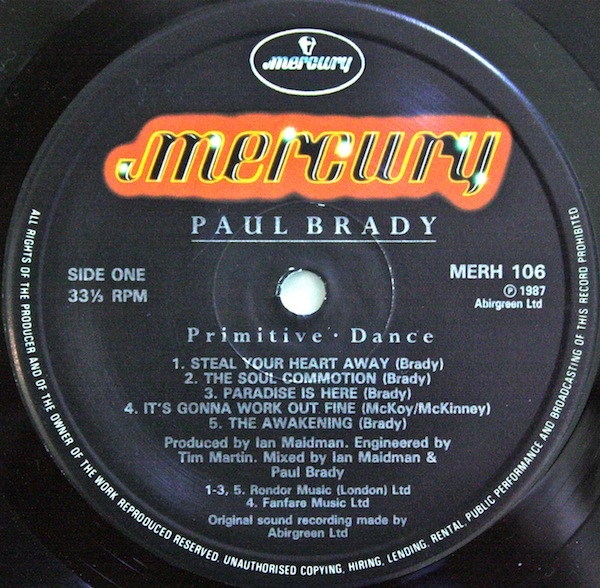 mercury
mercury
PAUL BRADY
SIDE ONE
33⅓ RPM
MERH 106
℗ 1987
Abirgreen Ltd
Primitive · Dance
1. STEAL YOUR HEART AWAY (Brady)
2. THE SOUL COMMOTION (Brady)
3. PARADISE IS HERE (Brady)
4. IT'S GONNA WORK OUT FINE (McKoy/McKinney)
5. THE AWAKENING (Brady)
Produced by Ian Maidman. Engineered by
Tim Martin. Mixed by Ian Maidman &
Paul Brady
1-3, 5. Rondor Music (London) Ltd
4. Fanfare Music Ltd
Original sound recording made by
Abirgreen Ltd
ALL RIGHTS OF THE PRODUCER AND OF THE OWNER OF THE WORK REPRODUCED RESERVED. UNAUTHORISED COPYING, HIRING, LENDING, RENTAL, PUBLIC PERFORMANCE AND BROADCASTING OF THIS RECORD PROHIBITED